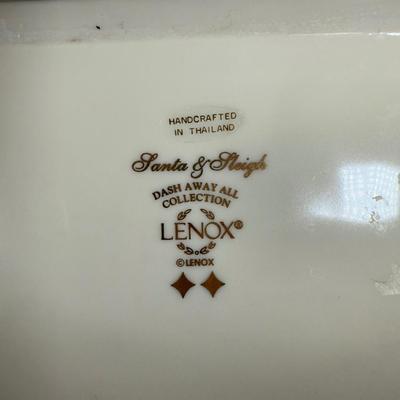 HANDCRAFTED
IN THAILAND
Santa & Sleigh
DASH AWAY ALL
COLLECTION
LENOX®
© LENOX